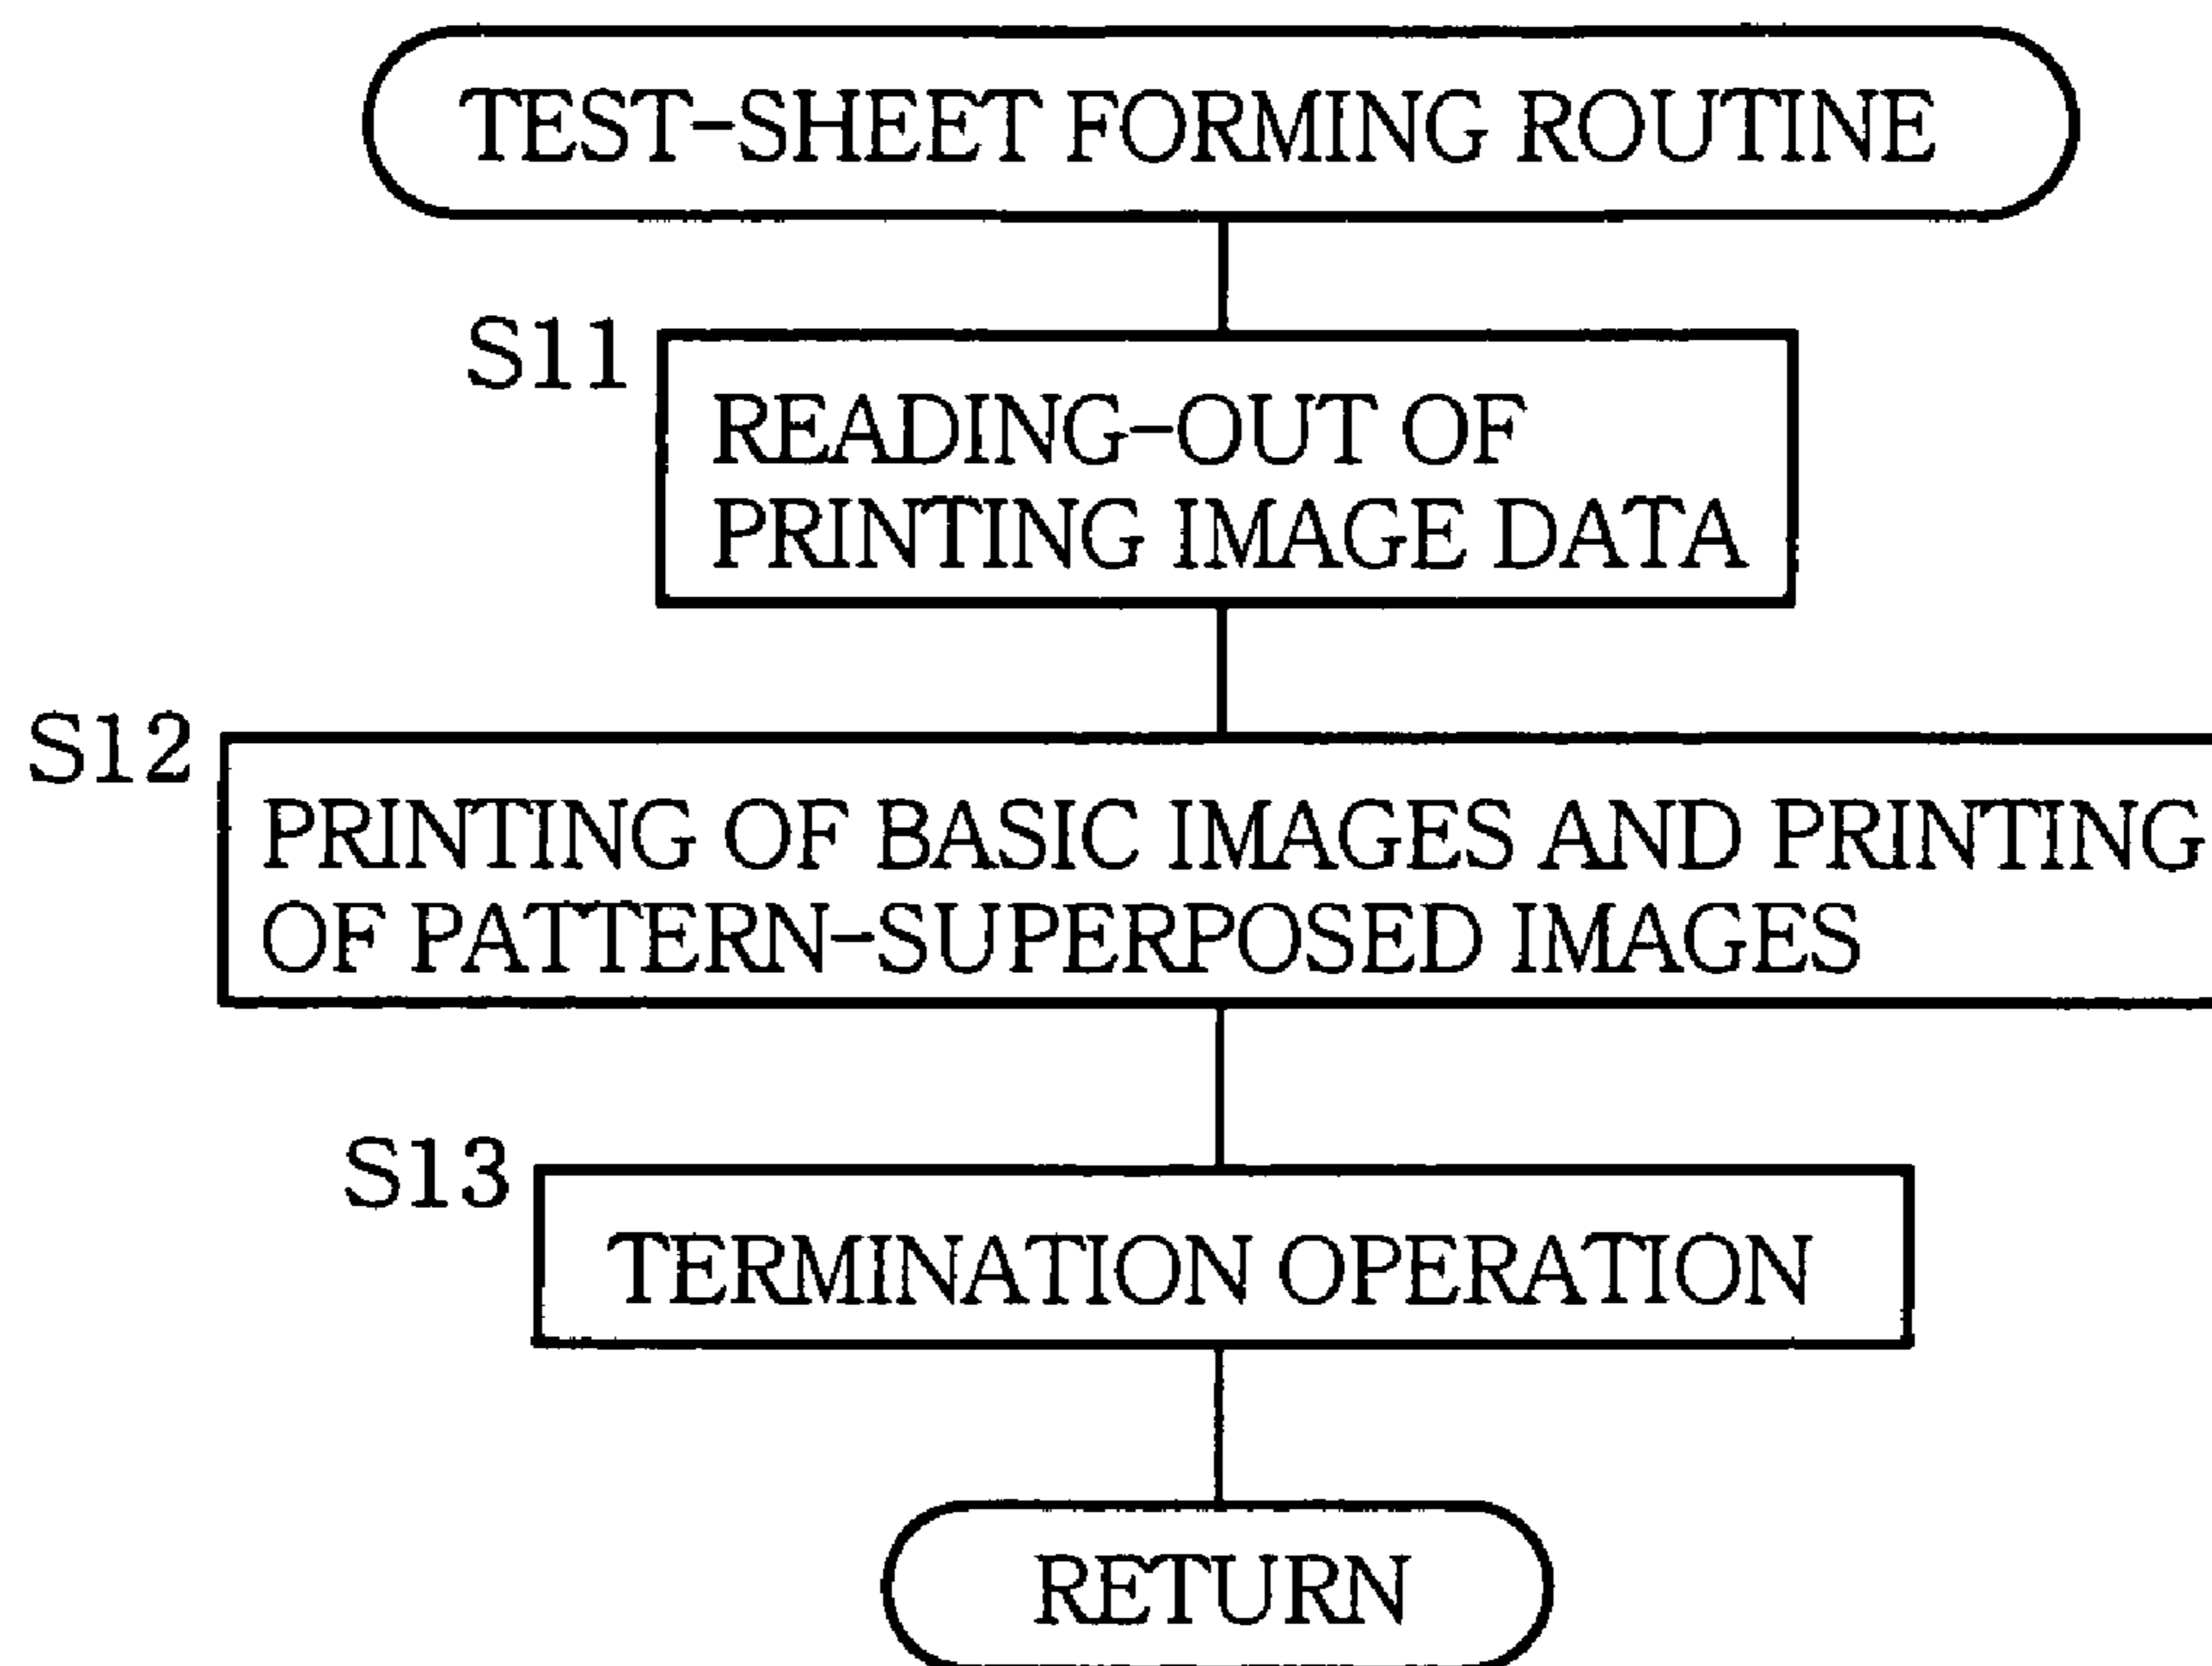 TEST-SHEET FORMING ROUTINE
S11
READING-OUT OF
PRINTING IMAGE DATA
S12
PRINTING OF BASIC IMAGES AND PRINTING
OF PATTERN-SUPERPOSED IMAGES
S13
TERMINATION OPERATION
RETURN